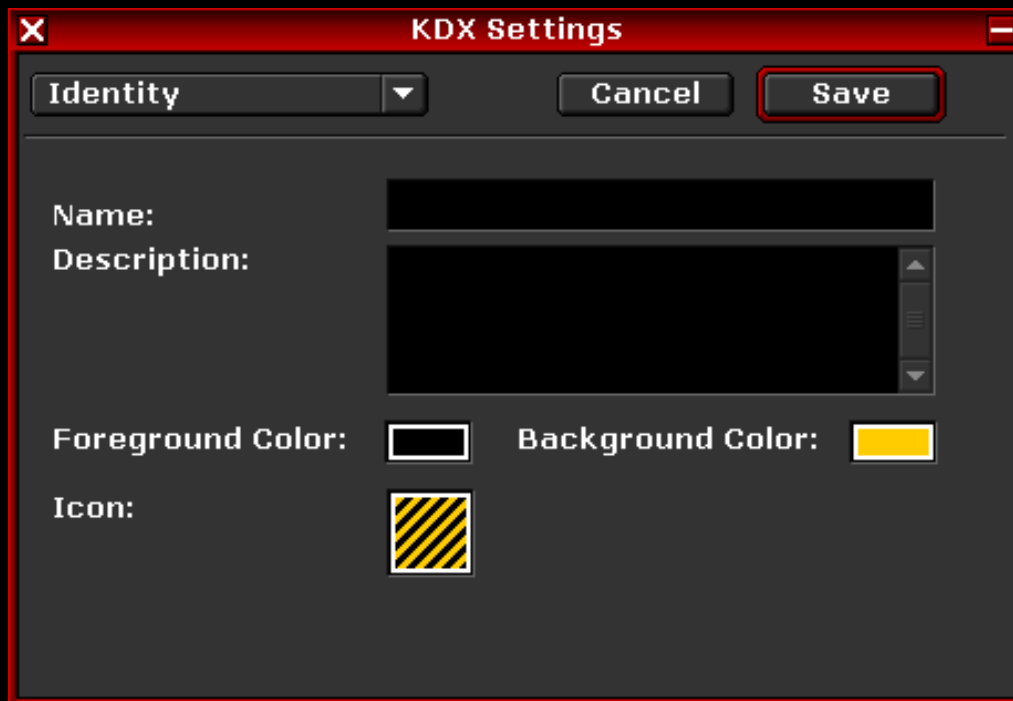 KDX Settings
Identity
Cancel
Save
Name:
Description:
Foreground Color:
Background Color:
Icon: